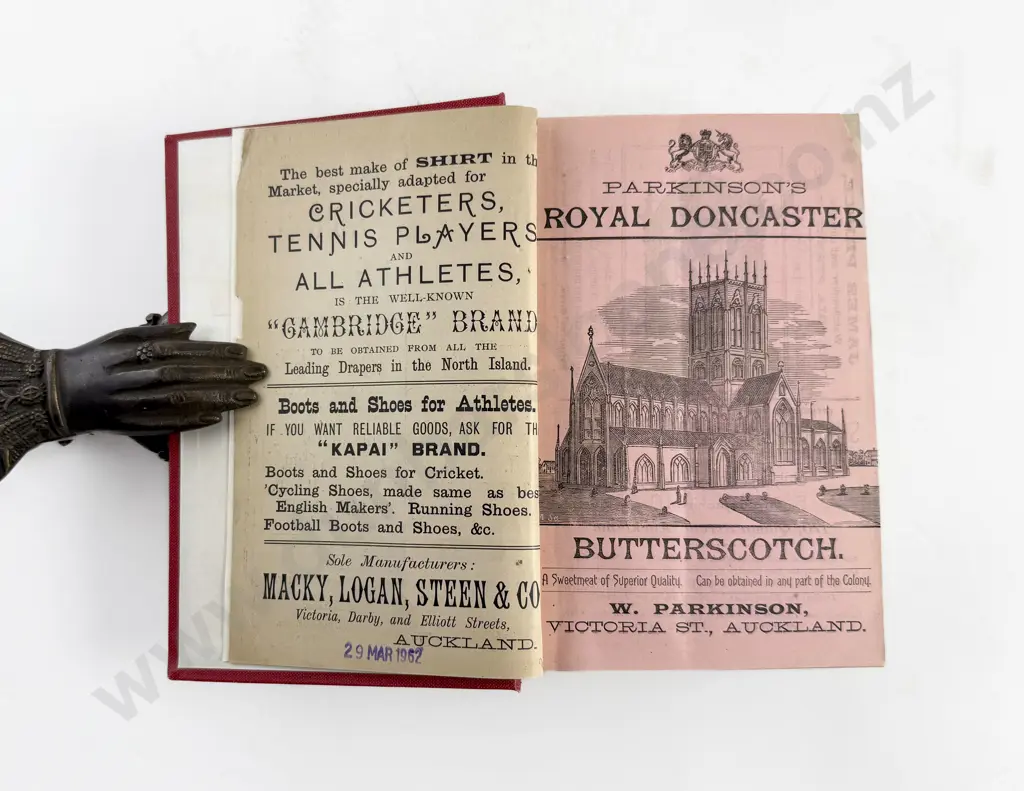 The best make of SHIRT in th
Market, specially adapted for
CRICKETERS,
TENNIS PLAYERS
AND
ALL ATHLETES,
IS THE WELL-KNOWN
"CAMBRIDGE" BRAND
TO BE OBTAINED FROM ALL THE
Leading Drapers in the North Island.
Boots and Shoes for Athletes.
IF YOU WANT RELIABLE GOODS, ASK FOR TH
"KAPAI" BRAND.
Boots and Shoes for Cricket.
'Cycling Shoes, made same as bes
English Makers'. Running Shoes.
Football Boots and Shoes, &c.
Sole Manufacturers:
MACKY, LOGAN, STEEN & CO
Victoria, Darby, and Elliott Streets,
AUCKLAND.
29 MAR 1962
PARKINSON'S
ROYAL DONCASTER
BUTTERSCOTCH.
A Sweetmeat of Superior Quality. Can be obtained in any part of the Colony.
W. PARKINSON,
VICTORIA ST., AUCKLAND.
www.
o.nz